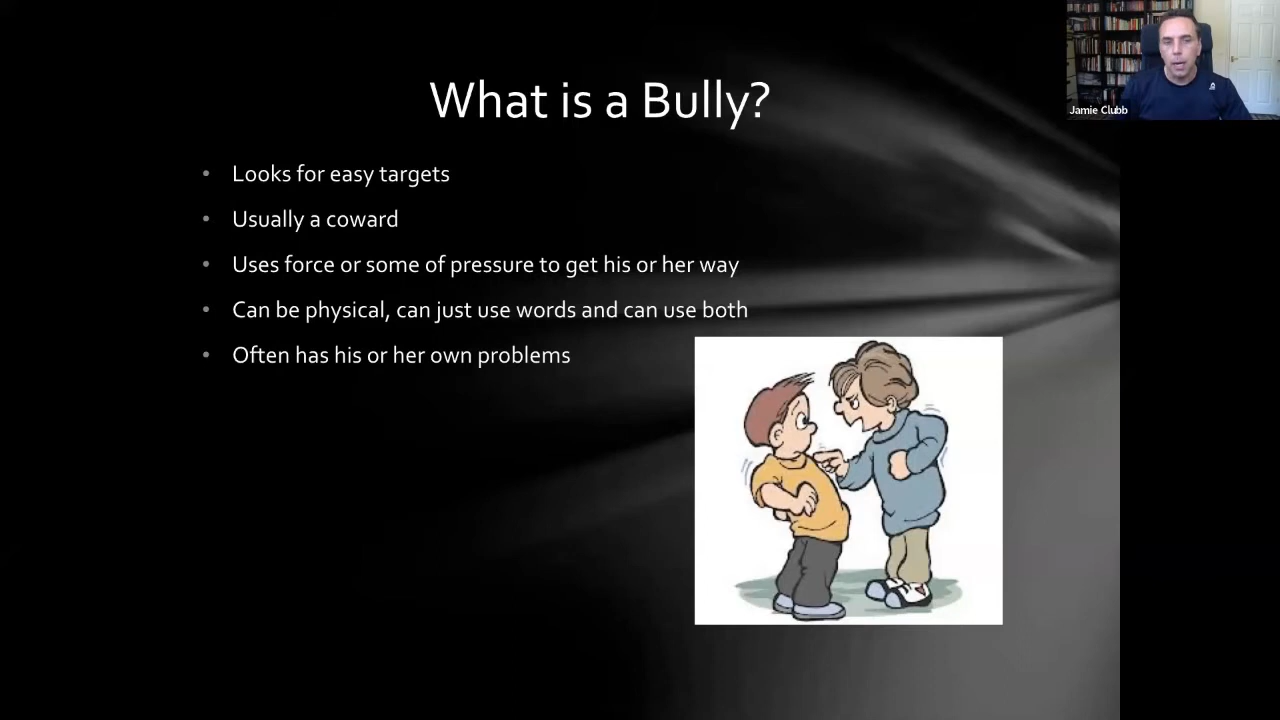 What is a Bully?
Jamie Clubb
• Looks for easy targets
• Usually a coward
• Uses force or some of pressure to get his or her way
• Can be physical, can just use words and can use both
• Often has his or her own problems